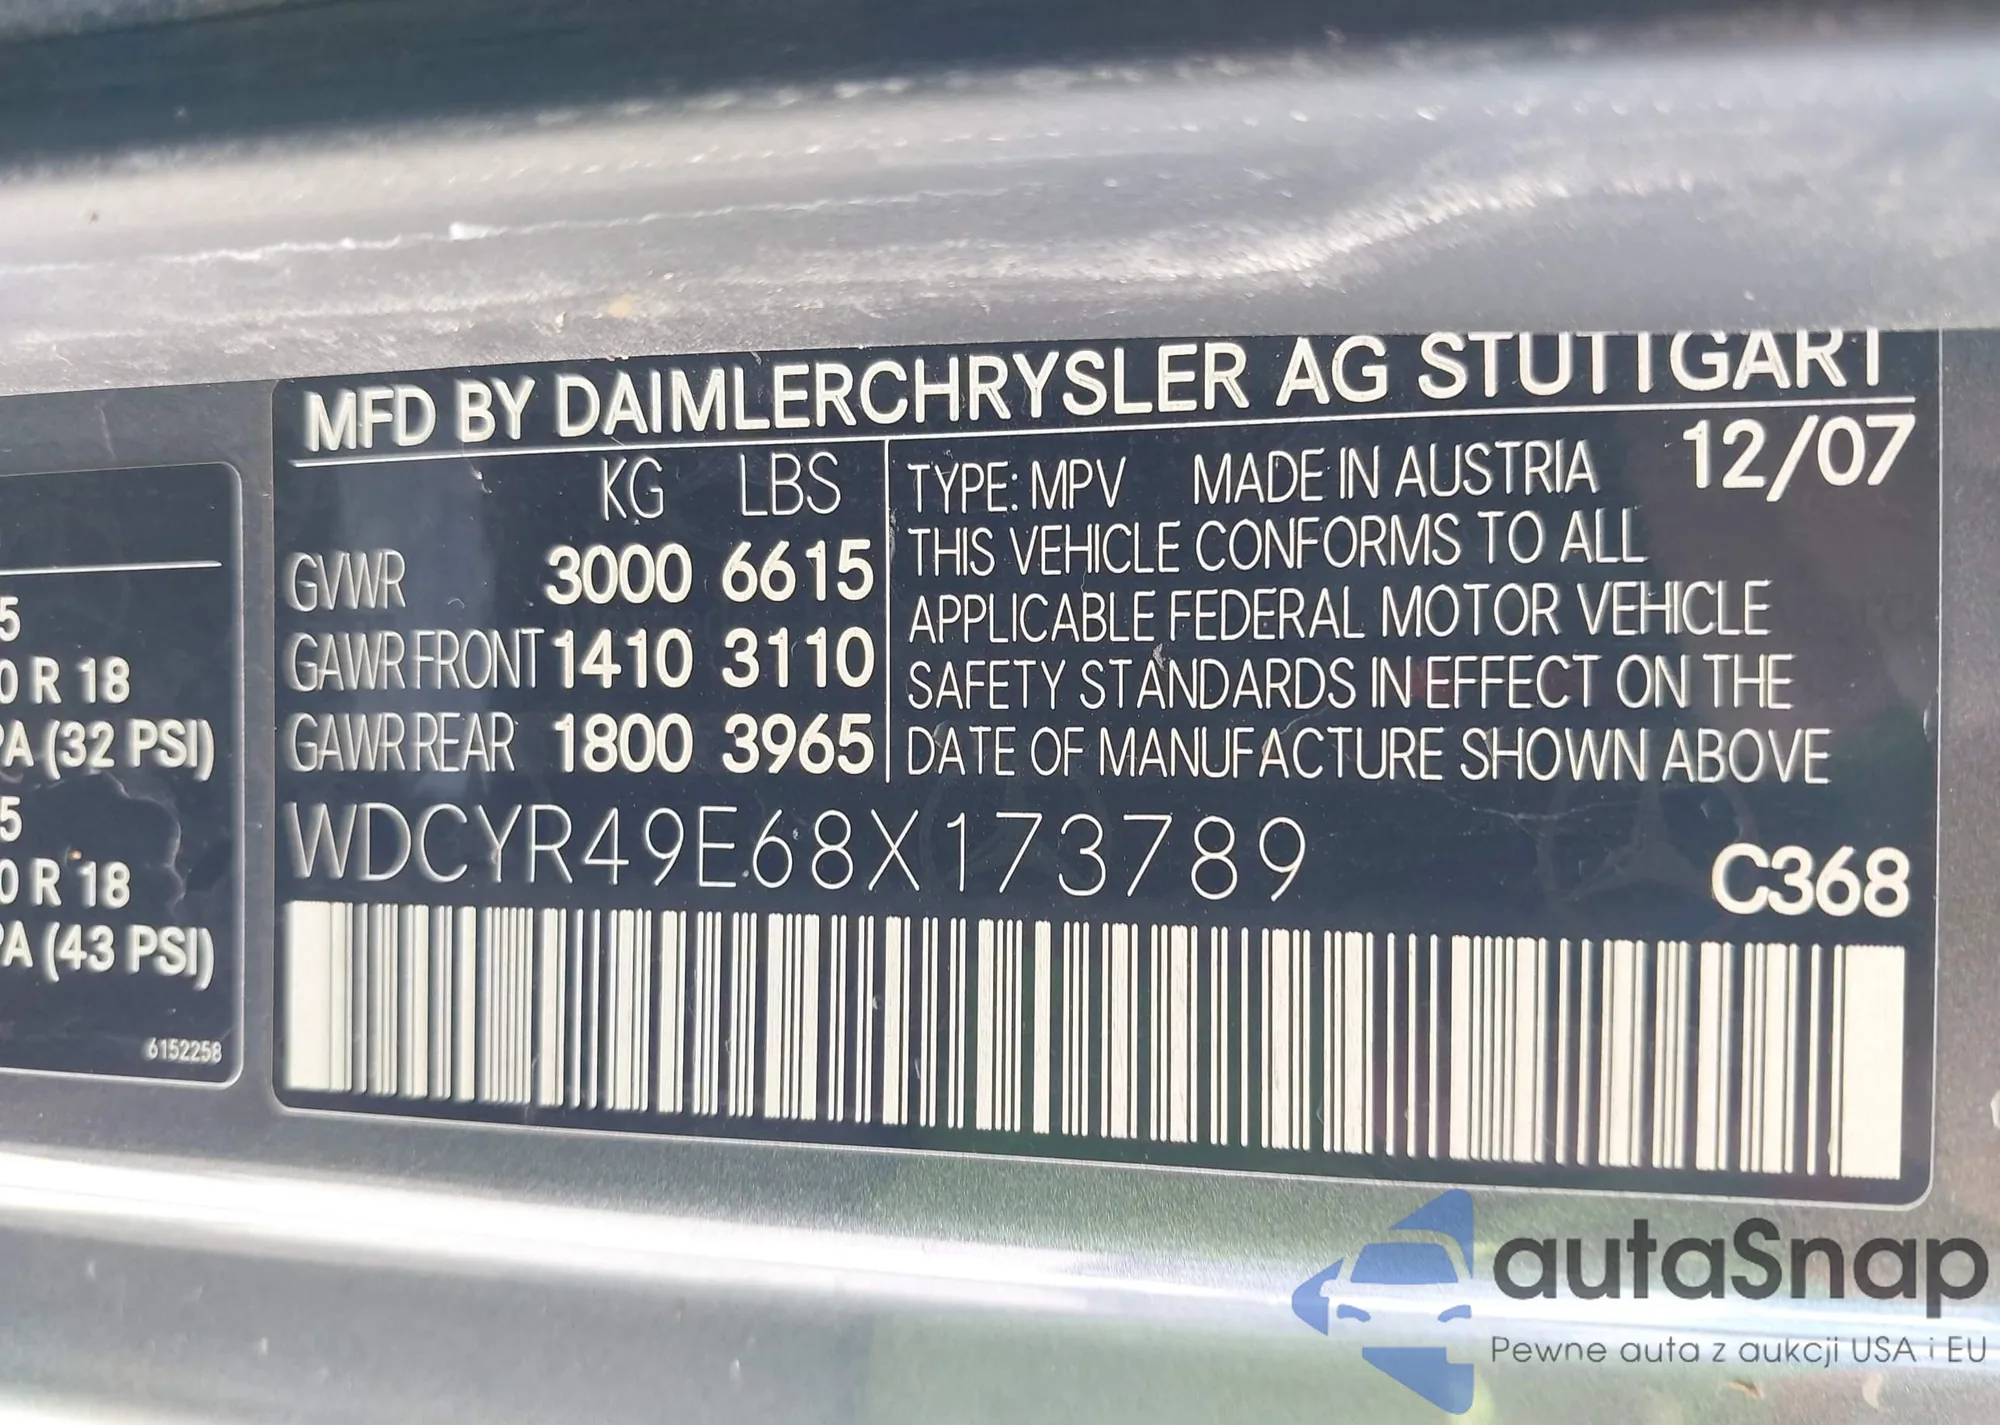 MFD BY DAIMLERCHRYSLER AG STUTTGART
KG LBS
GVWR 3000 6615
GAWR FRONT 1410 3110
GAWR REAR 1800 3965
TYPE: MPV MADE IN AUSTRIA 12/07
THIS VEHICLE CONFORMS TO ALL
APPLICABLE FEDERAL MOTOR VEHICLE
SAFETY STANDARDS IN EFFECT ON THE
DATE OF MANUFACTURE SHOWN ABOVE
WDCYR49E68X173789
C368
5
0 R 18
PA (32 PSI)
5
0 R 18
PA (43 PSI)
6152258
autaSnap
Pewne auta z aukcji USA i EU